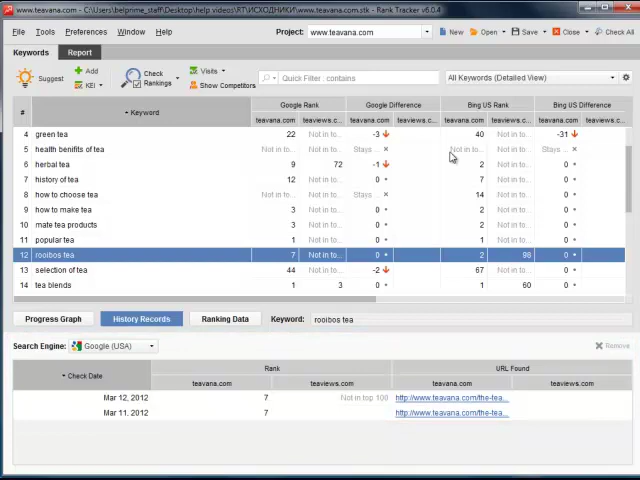 www.teavana.com - C:\Users\belprime_staff\Desktop\help videos\RT\ИСХОДНИКИ\www.teavana.com.stk - Rank Tracker v6.0.4
File Tools Preferences Window Help Project: www.teavana.com New Open Save Close Share All
Keywords Report
Suggest Add KEI Check Rankings Visits Show Competitors Quick Filter : contains All Keywords (Detailed View)
# Keyword Google Rank Google Difference Bing US Rank Bing US Difference
teavana.com teaviews.c... teavana.com teaviews.c... teavana.com teaviews.c... teavana.com teaviews.c...
4 green tea 22 Not in to... -3 40 Not in to... -31
5 health benifits of tea Not in to... Not in to... Stays ... Not in to... Not in to... Stays ...
6 herbal tea 9 72 -1 2 Not in to... 0
7 history of tea 12 Not in to... 0 7 Not in to... 0
8 how to choose tea Not in to... Not in to... Stays ... 14 Not in to... 0
9 how to make tea 3 Not in to... 0 2 Not in to... 0
10 mate tea products 3 Not in to... 0 2 Not in to... 0
11 popular tea 1 Not in to... 0 1 Not in to... 0
12 rooibos tea 7 Not in to... 0 2 98 0
13 selection of tea 44 Not in to... -2 67 Not in to... 0
14 tea blends 1 3 0 1 60 0
Progress Graph History Records Ranking Data Keyword: rooibos tea
Search Engine: Google (USA) Remove
Check Date Rank URL Found
teavana.com teaviews.com teavana.com teaviews.com
Mar 12, 2012 7 Not in top 100 http://www.teavana.com/the-tea...
Mar 11, 2012 7 http://www.teavana.com/the-tea...